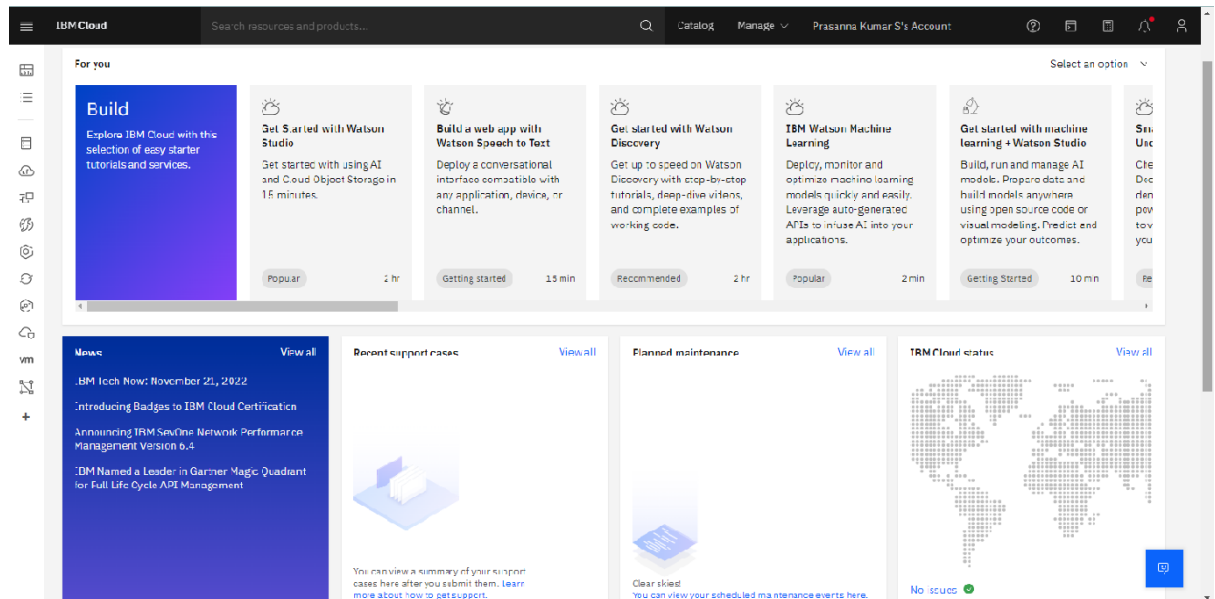 IBM Cloud
Search resources and products...
Catalog
Manage
Prasanna Kumar S's Account
For you
Select an option
Build
Explore IBM Cloud with this
selection of easy starter
tutorials and services.
Get Started with Watson
Studio
Get started with using AI
and Cloud Object Storage in
15 minutes.
Popular
2 hr
Build a web app with
Watson Speech to Text
Deploy a conversational
interface compatible with
any application, device, or
channel.
Getting started
15 min
Get started with Watson
Discovery
Get up to speed on Watson
Discovery with step-by-step
tutorials, deep-dive videos,
and complete examples of
working code.
Recommended
2 hr
IBM Watson Machine
Learning
Deploy, monitor and
optimize machine learning
models quickly and easily.
Leverage auto-generated
APIs to infuse AI into your
applications.
Popular
2 min
Get started with machine
learning + Watson Studio
Build, run and manage AI
models. Prepare data and
build models anywhere
using open source code or
visual modeling. Predict and
optimize your outcomes.
Getting Started
10 min
vm
News
View all
IBM Tech Now: November 21, 2022
Introducing Badges to IBM Cloud Certification
Announcing IBM SevOne Network Performance
Management Version 6.4
IBM Named a Leader in Gartner Magic Quadrant
for Full Life Cycle API Management
Recent support cases
View all
You can view a summary of your support
cases here after you submit them. Learn
more about how to get support.
Planned maintenance
View all
Clear skies!
You can view your scheduled maintenance events here.
IBM Cloud status
View all
No issues